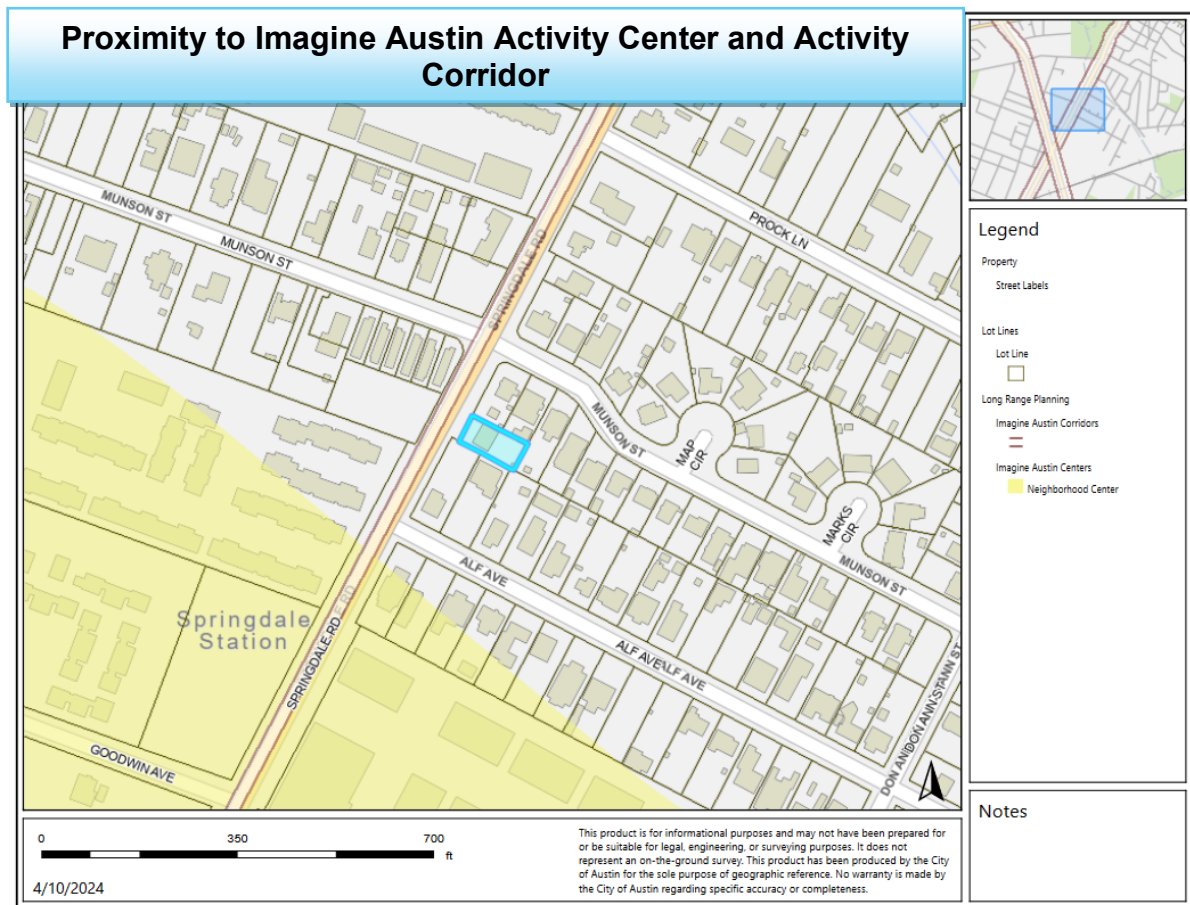 Proximity to Imagine Austin Activity Center and Activity
Corridor
MUNSON ST
MUNSON ST
SPRINGDALE RD
PROCK LN
MUNSON ST
MAP
CIR
MARKS
CIR
MUNSON ST
ALF AVE
ALF AVE
ALF AVE
Springdale
Station
SPRINGDALE RD
GOODWIN AVE
DON ANN ST
Legend
Property
Street Labels
Lot Lines
Lot Line
Long Range Planning
Imagine Austin Corridors
Imagine Austin Centers
Neighborhood Center
Notes
0 350 700
ft
4/10/2024
This product is for informational purposes and may not have been prepared for
or be suitable for legal, engineering, or surveying purposes. It does not
represent an on-the-ground survey. This product has been produced by the City
of Austin for the sole purpose of geographic reference. No warranty is made by
the City of Austin regarding specific accuracy or completeness.